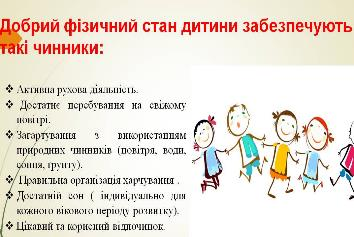 Добрий фізичний стан дитини забезпечують
такі чинники:
Активна рухова діяльність.
Достатнє перебування на свіжому
повітрі.
Загартування з використанням
природних чинників (повітря, води,
сонця, ґрунту).
Правильна організація харчування .
Достатній сон ( індивідуально для
кожного вікового періоду розвитку).
Цікавий та корисний відпочинок.